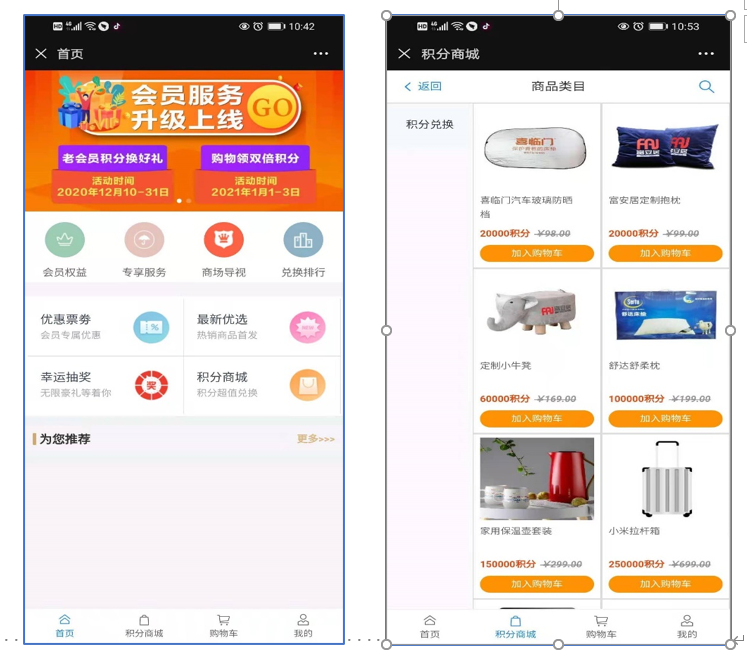 10:42
首页
会员服务
升级上线
GO
老会员积分换好礼
购物领双倍积分
活动时间
2020年12月10-31日
活动时间
2021年1月1-3日
会员权益
专享服务
商场导视
兑换排行
优惠票劵
会员专属优惠
最新优选
热销商品首发
幸运抽奖
无限豪礼等着你
奖
积分商城
积分超值兑换
为您推荐
更多>>>
首页
积分商城
购物车
我的
10:53
积分商城
返回
商品类目
积分兑换
喜临门
喜临门汽车玻璃防晒
档
20000积分 ¥98.00
加入购物车
富安居定制抱枕
20000积分 ¥99.00
加入购物车
定制小牛凳
60000积分 ¥169.00
加入购物车
舒达舒柔枕
100000积分 ¥199.00
加入购物车
家用保温壶套装
150000积分 ¥299.00
加入购物车
小米拉杆箱
250000积分 ¥699.00
加入购物车
首页
积分商城
购物车
我的